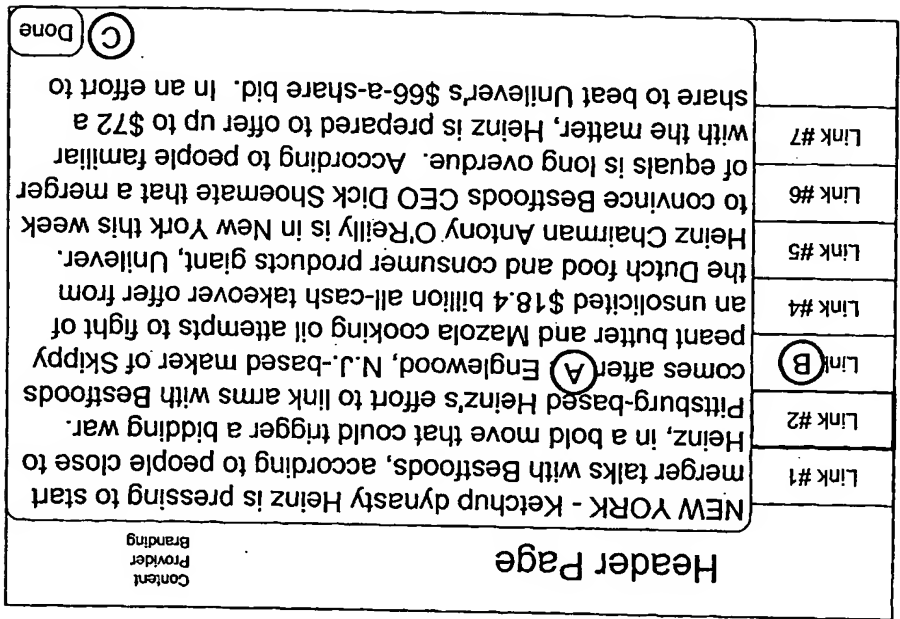 Header Page
Content
Provider
Branding
Link #1
Link #2
Link
B
Link #4
Link #5
Link #6
Link #7
NEW YORK - Ketchup dynasty Heinz is pressing to start
merger talks with Bestfoods, according to people close to
Heinz, in a bold move that could trigger a bidding war.
Pittsburg-based Heinz's effort to link arms with Bestfoods
comes after A Englewood, N.J.-based maker of Skippy
peant butter and Mazola cooking oil attempts to fight of
an unsolicited $18.4 billion all-cash takeover offer from
the Dutch food and consumer products giant, Unilever.
Heinz Chairman Antony O'Reilly is in New York this week
to convince Bestfoods CEO Dick Shoemate that a merger
of equals is long overdue. According to people familiar
with the matter, Heinz is prepared to offer up to $72 a
share to beat Unilever's $66-a-share bid. In an effort to
C
Done